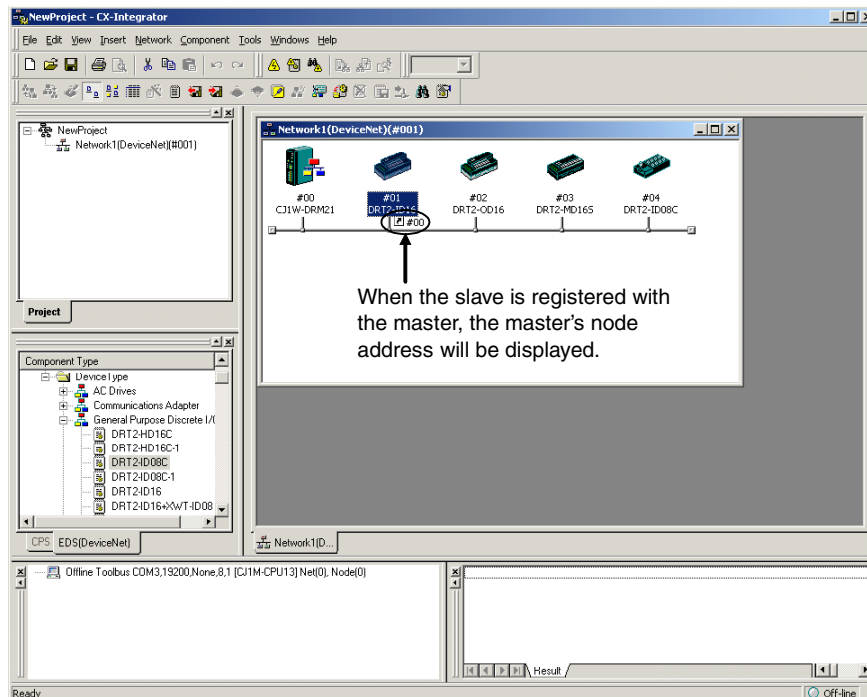 NewProject - CX-Integrator
File Edit View Insert Network Component Tools Windows Help
NewProject
Network1(DeviceNet)(#001)
Project
Component Type
DeviceType
AC Drives
Communications Adapter
General Purpose Discrete I/O
DRT2-HD16C
DRT2-HD16C-1
DRT2-ID08C
DRT2-ID08C-1
DRT2-ID16
DRT2-ID16+XWT-ID08
CPS EDS(DeviceNet)
Network1(DeviceNet)(#001)
#00 #01 #02 #03 #04
CJ1W-DRM21 DRT2-ID16 DRT2-OD16 DRT2-MD16S DRT2-ID08C
#00
When the slave is registered with
the master, the master's node
address will be displayed.
Network1(D...
Offline Toolbus COM3,19200,None,8,1 [CJ1M-CPU13] Net(0), Node(0)
Result
Ready
Off-line